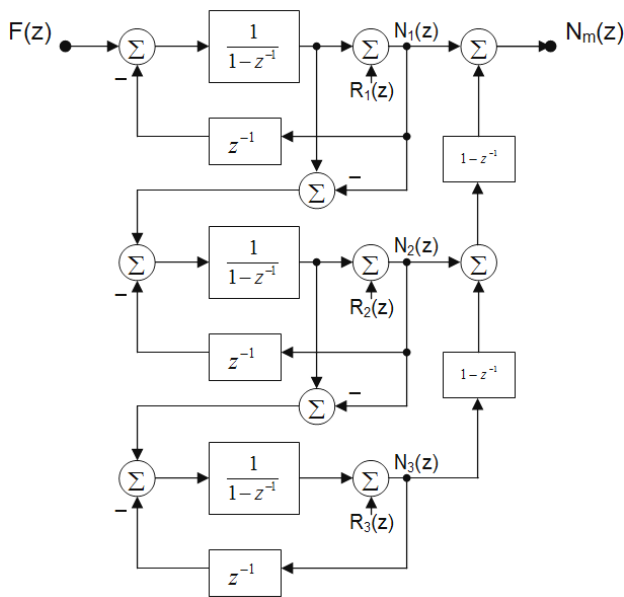 F(z)
Σ
1
1−z⁻¹
Σ
N₁(z)
Σ
Nₘ(z)
−
R₁(z)
z⁻¹
1−z⁻¹
Σ
−
Σ
1
1−z⁻¹
Σ
N₂(z)
Σ
−
R₂(z)
z⁻¹
1−z⁻¹
Σ
−
Σ
1
1−z⁻¹
Σ
N₃(z)
−
R₃(z)
z⁻¹